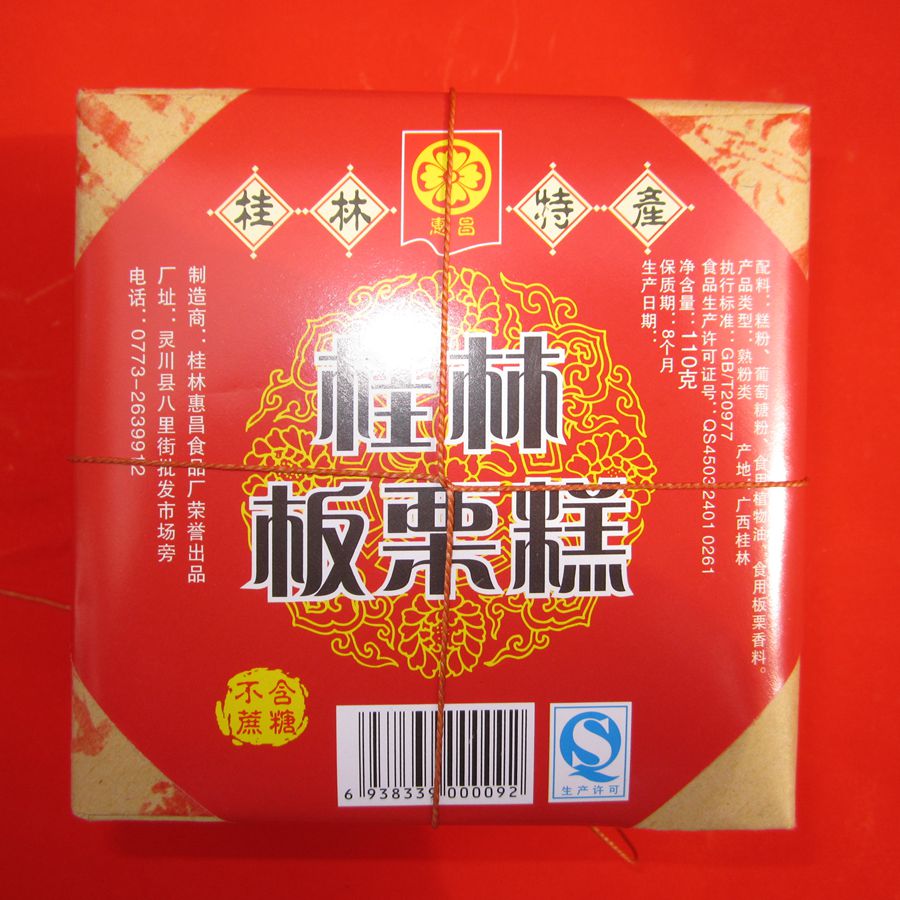 桂林特產
惠昌
配料：糕粉、葡萄糖粉、食用植物油、食用板栗香料。
产品类型：熟粉类 产地：广西桂林
执行标准：GB/T20977
食品生产许可证号：QS4503 2401 0261
净含量：110克
保质期：8个月
生产日期：
桂林
板栗糕
制造商：桂林惠昌食品厂荣誉出品
厂址：灵川县八里街批发市场旁
电话：0773-2639912
不含
蔗糖
6 938339 000092
生产许可